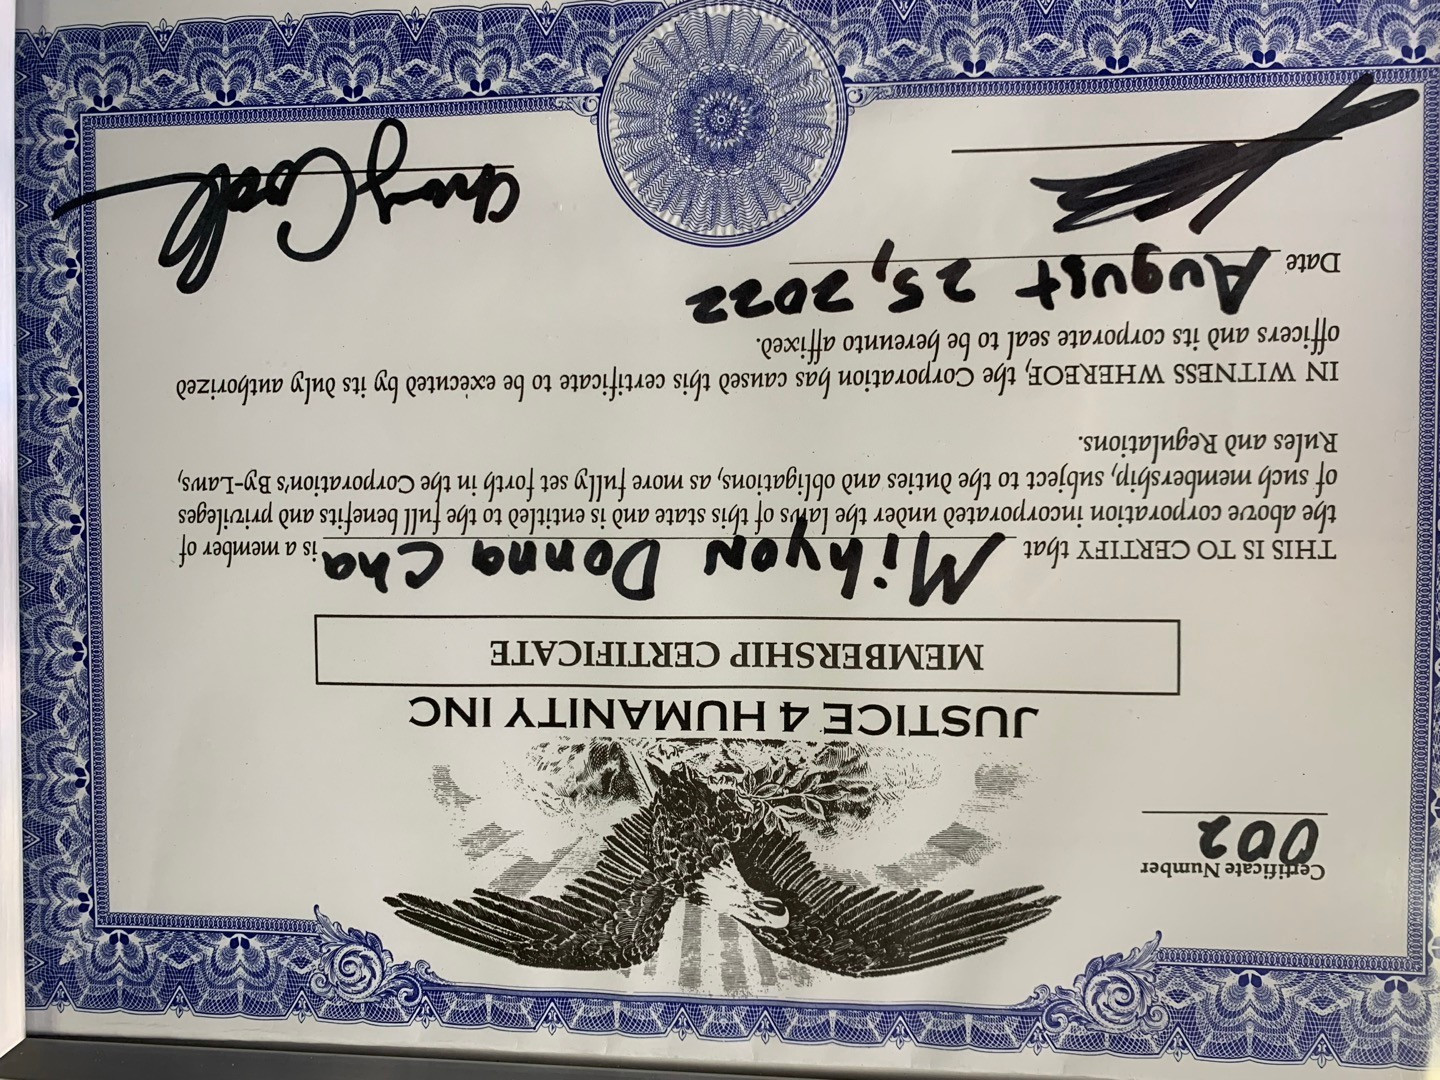 Certificate Number
002
JUSTICE 4 HUMANITY INC
MEMBERSHIP CERTIFICATE
THIS IS TO CERTIFY that Mihyon Donna Cha is a member of
the above corporation incorporated under the laws of this state and is entitled to the full benefits and privileges
of such membership, subject to the duties and obligations, as more fully set forth in the Corporation's By-Laws,
Rules and Regulations.
IN WITNESS WHEREOF, the Corporation has caused this certificate to be executed by its duly authorized
officers and its corporate seal to be hereunto affixed.
Date August 25, 2022